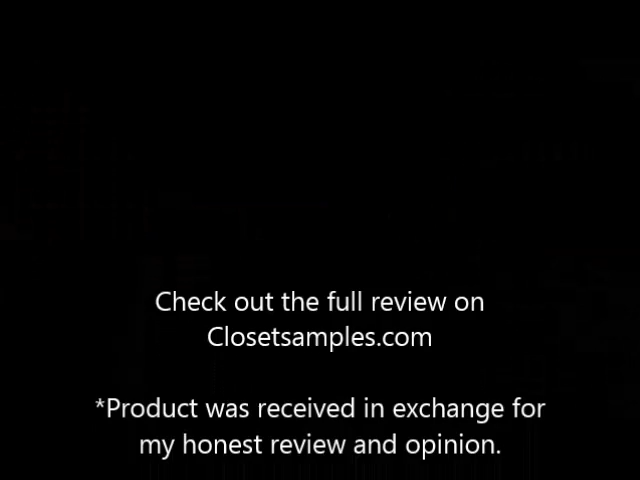 Check out the full review on
Closetsamples.com
*Product was received in exchange for
my honest review and opinion.